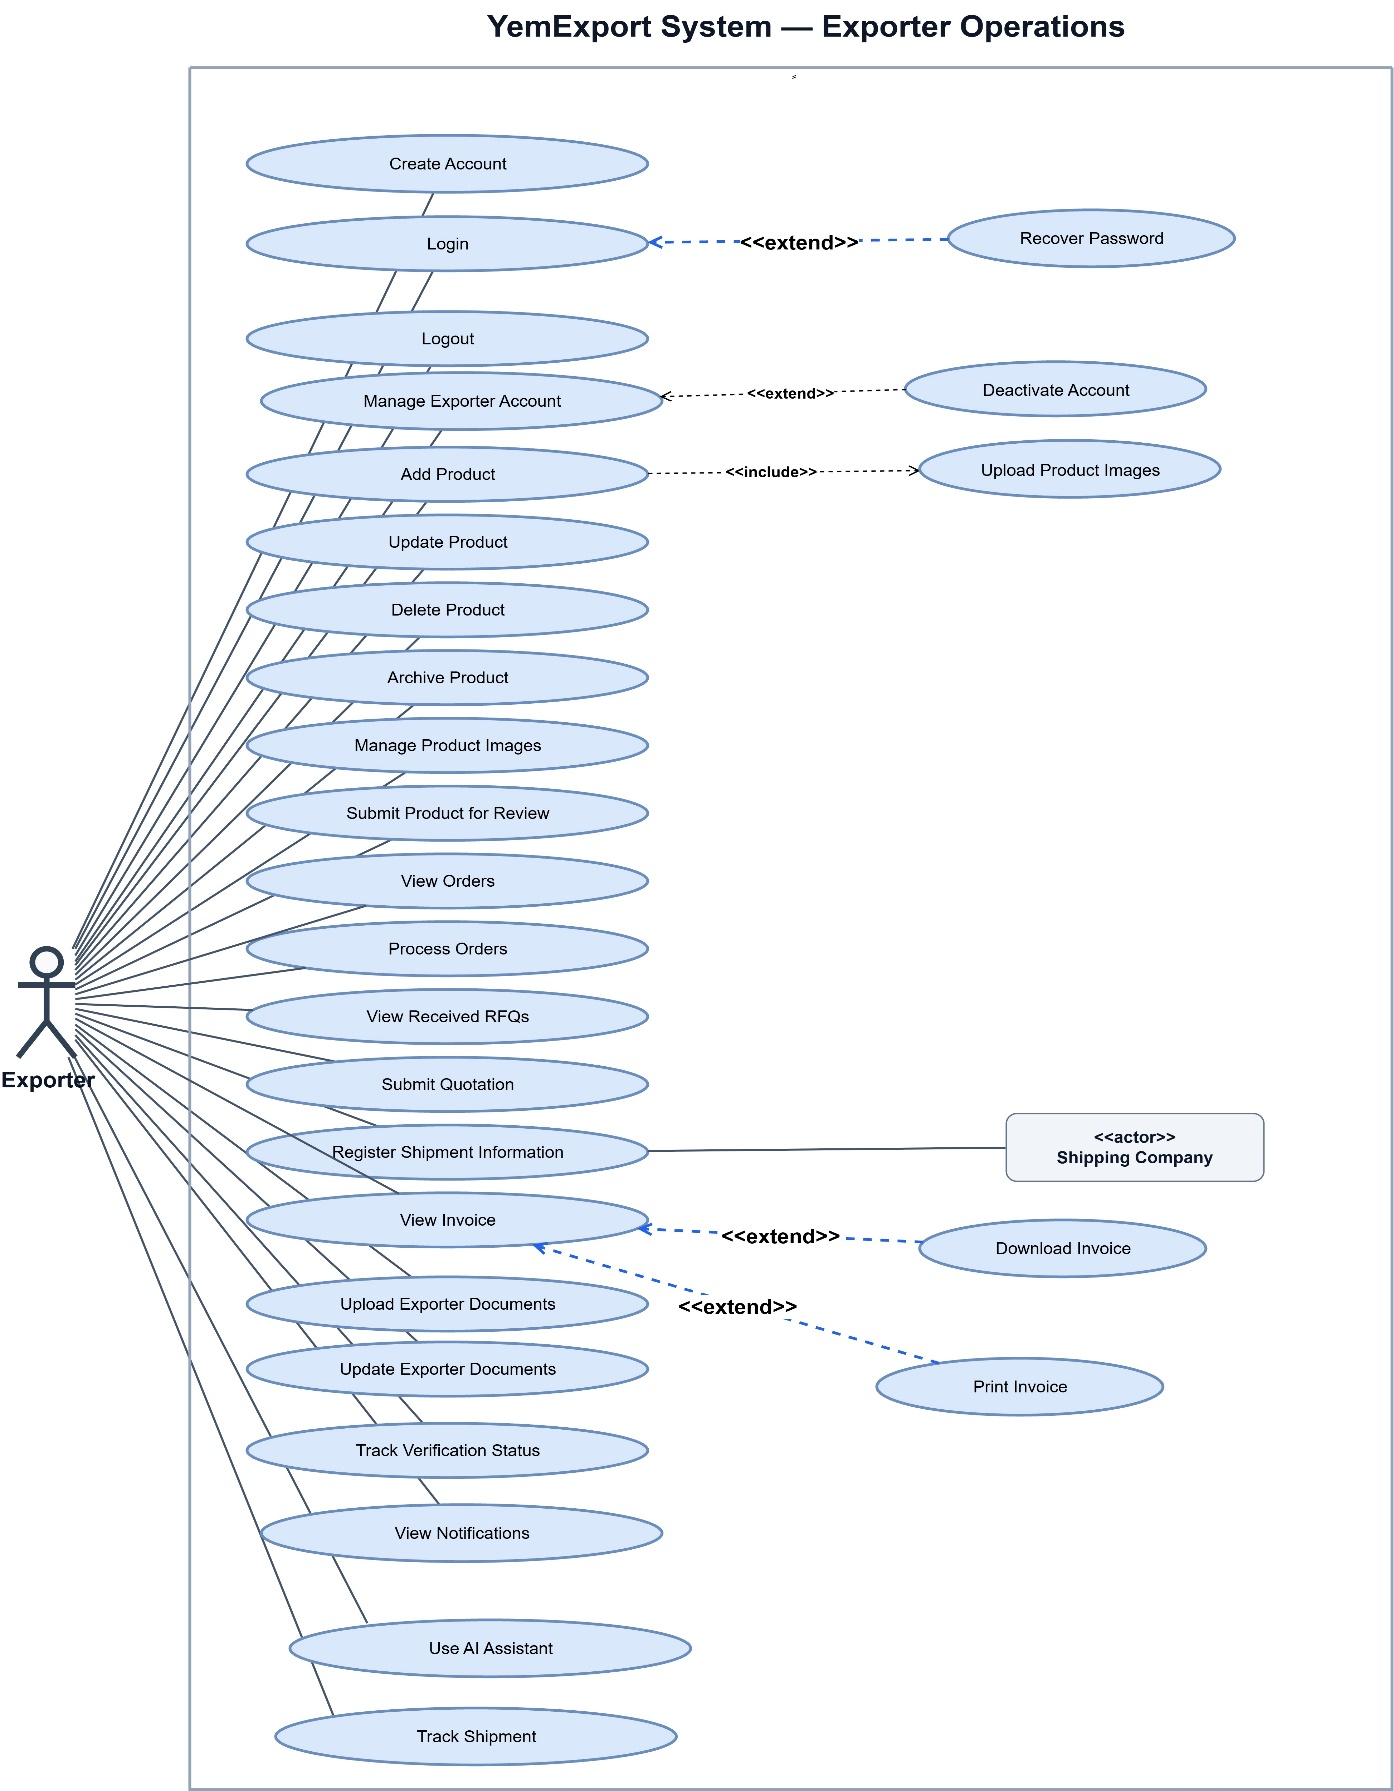 YemExport System — Exporter Operations
Create Account
Login
<<extend>>
Recover Password
Logout
Manage Exporter Account
<<extend>>
Deactivate Account
Add Product
<<include>>
Upload Product Images
Update Product
Delete Product
Archive Product
Manage Product Images
Submit Product for Review
View Orders
Process Orders
View Received RFQs
Exporter
Submit Quotation
Register Shipment Information
<<actor>>
Shipping Company
View Invoice
<<extend>>
Download Invoice
<<extend>>
Upload Exporter Documents
Update Exporter Documents
Print Invoice
Track Verification Status
View Notifications
Use AI Assistant
Track Shipment